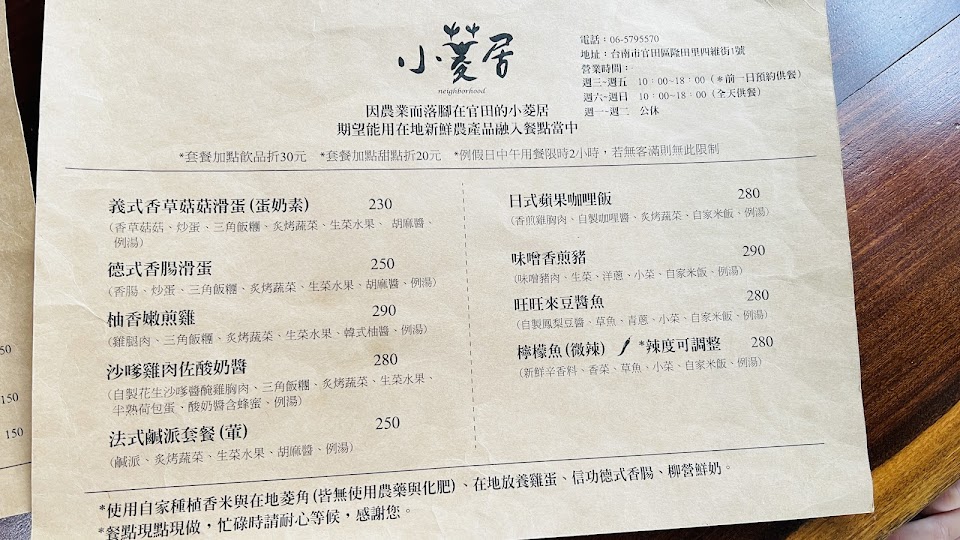 小菱居
neighborhood
電話：06-5795570
地址：台南市官田區隆田里四維街1號
營業時間：
週三~週五 10：00~18：00（*前一日預約供餐）
週六~週日 10：00~18：00（全天供餐）
週一~週二 公休
因農業而落腳在官田的小菱居
期望能用在地新鮮農產品融入餐點當中
*套餐加點飲品折30元 *套餐加點甜點折20元 *例假日中午用餐限時2小時，若無客滿則無此限制
義式香草菇菇滑蛋 (蛋奶素) 230
（香草菇菇、炒蛋、三角飯糰、炙烤蔬菜、生菜水果、胡麻醬、
例湯）
德式香腸滑蛋 250
（香腸、炒蛋、三角飯糰、炙烤蔬菜、生菜水果、胡麻醬、例湯）
柚香嫩煎雞 290
（雞腿肉、三角飯糰、炙烤蔬菜、生菜水果、韓式柚醬、例湯）
沙嗲雞肉佐酸奶醬 280
（自製花生沙嗲醬醃雞胸肉、三角飯糰、炙烤蔬菜、生菜水果、
半熟荷包蛋、酸奶醬含蜂蜜、例湯）
法式鹹派套餐 (葷) 250
（鹹派、炙烤蔬菜、生菜水果、胡麻醬、例湯）
日式蘋果咖哩飯 280
（香煎雞胸肉、自製咖哩醬、炙烤蔬菜、自家米飯、例湯）
味噌香煎豬 290
（味噌豬肉、生菜、洋蔥、小菜、自家米飯、例湯）
旺旺來豆醬魚 280
（自製鳳梨豆醬、草魚、青蔥、小菜、自家米飯、例湯）
檸檬魚 (微辣) *辣度可調整 280
（新鮮辛香料、香菜、草魚、小菜、自家米飯、例湯）
*使用自家種植香米與在地菱角 (皆無使用農藥與化肥)、在地放養雞蛋、信功德式香腸、柳營鮮奶。
*餐點現點現做，忙碌時請耐心等候，感謝您。
50
150
150